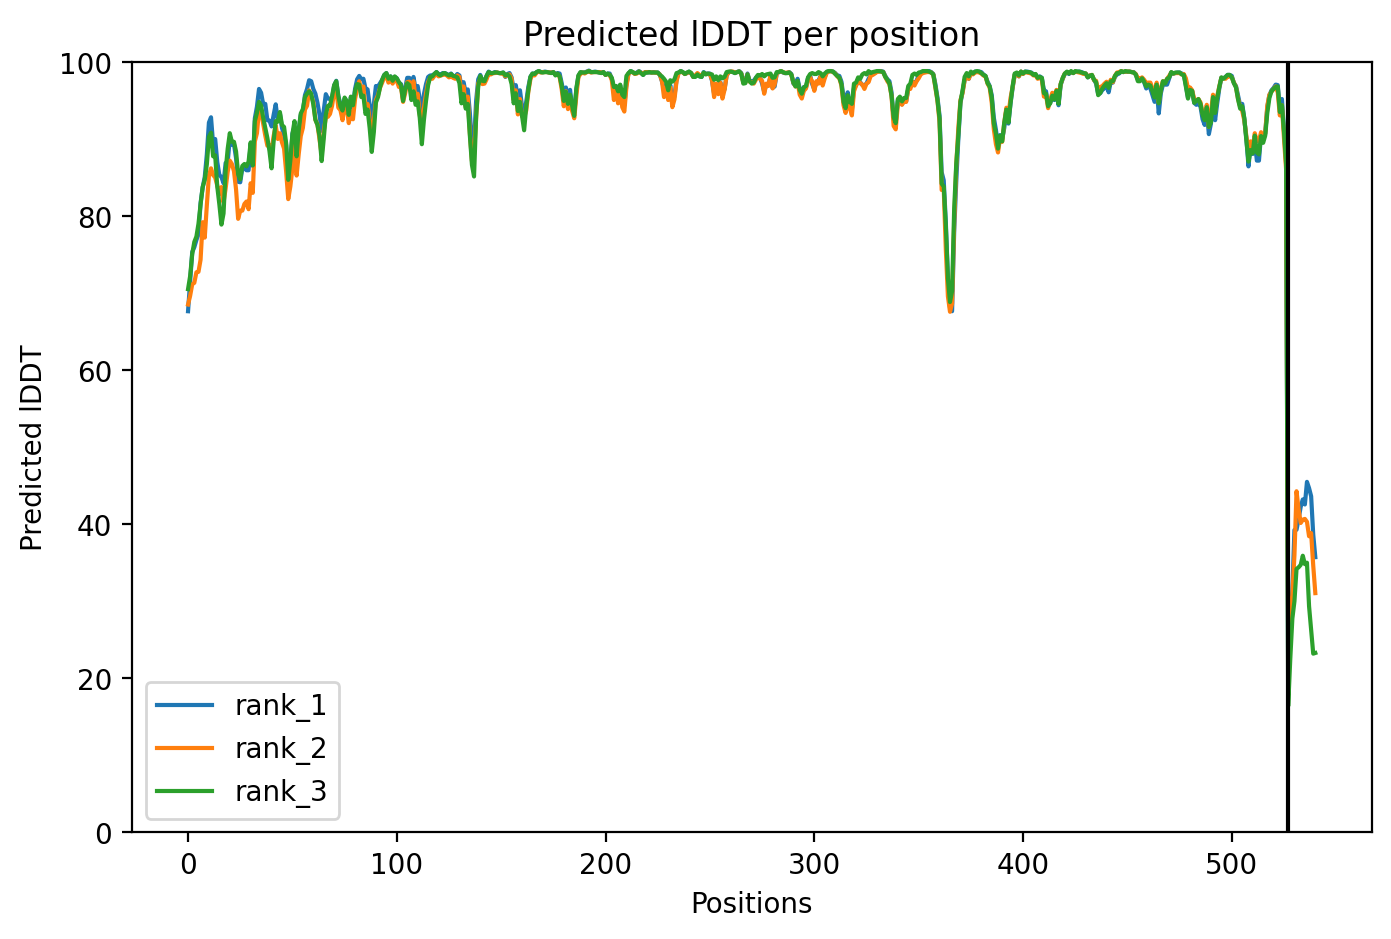 Predicted lDDT per position
100
80
60
40
20
0
Predicted lDDT
rank_1
rank_2
rank_3
0 100 200 300 400 500
Positions